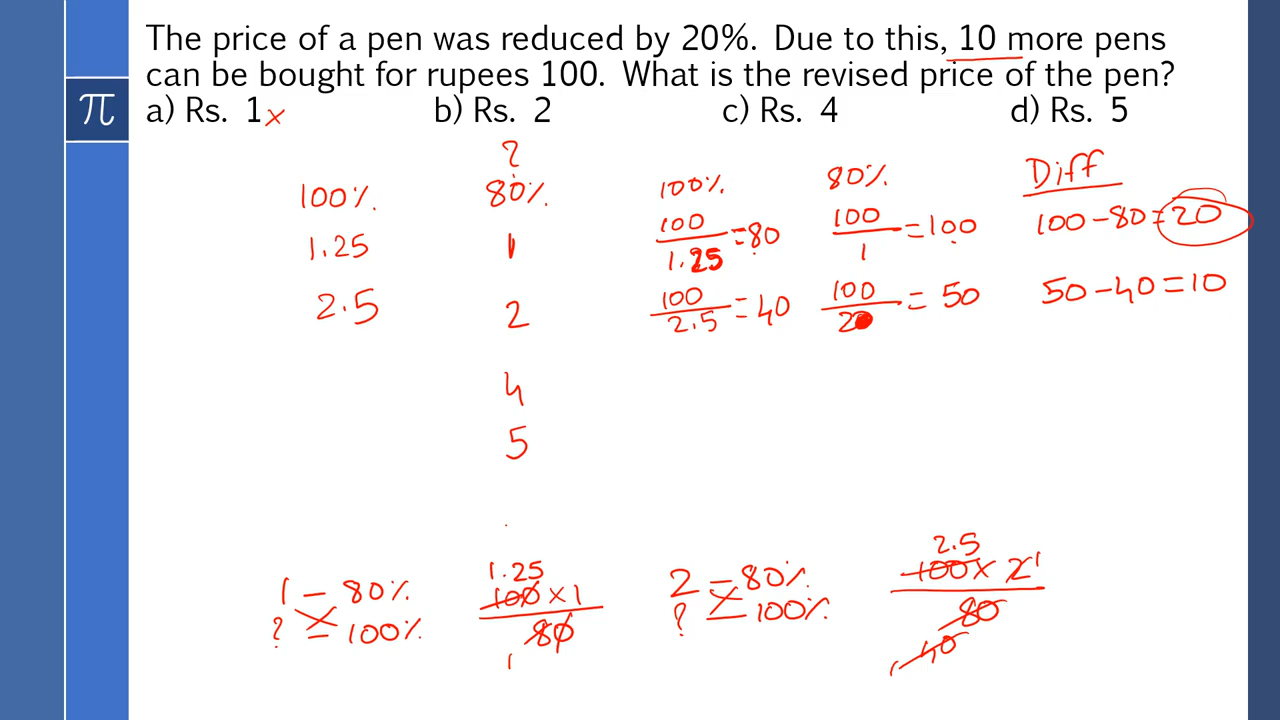 The price of a pen was reduced by 20%. Due to this, 10 more pens
can be bought for rupees 100. What is the revised price of the pen?
π
a) Rs. 1 x b) Rs. 2 c) Rs. 4 d) Rs. 5
?
100% 80% 100% 80% Diff
1.25 1 100/1.25 = 80 100/1 = 100 100 - 80 = 20
2.5 2 100/2.5 = 40 100/2 = 50 50 - 40 = 10
4
5
1.25 2.5
1 - 80% 100 x 1 2 - 80% 100 x 2 1
? - 100% 80 ? - 100% 80
1 1 40